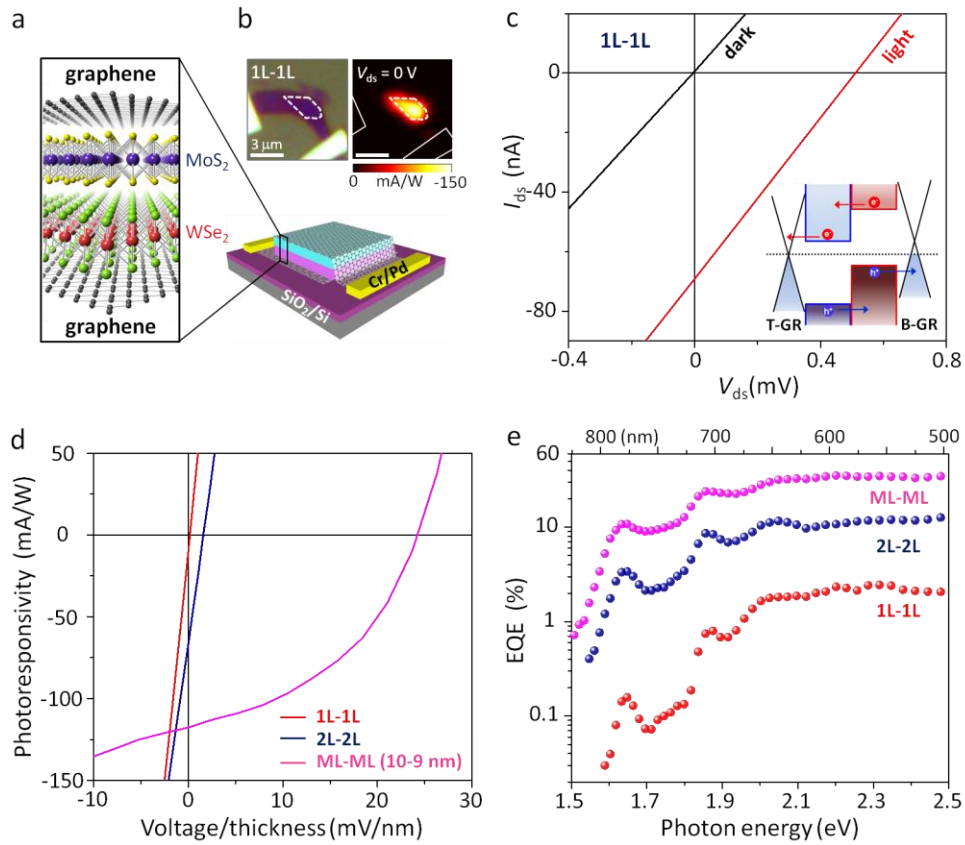 a
graphene
MoS₂
WSe₂
graphene
b
1L-1L
3 µm
V_ds = 0 V
0 mA/W -150
Cr/Pd
SiO₂/Si
c
1L-1L
dark
light
0
-40
-80
I_ds (nA)
-0.4 0 0.4 0.8
V_ds(mV)
e⁻
e⁻
h⁺
h⁺
T-GR
B-GR
d
50
0
-50
-100
-150
Photoresponsivity (mA/W)
1L-1L
2L-2L
ML-ML (10-9 nm)
-10 0 10 20 30
Voltage/thickness (mV/nm)
e
800 (nm) 700 600 500
60
10
1
0.1
EQE (%)
ML-ML
2L-2L
1L-1L
1.5 1.7 1.9 2.1 2.3 2.5
Photon energy (eV)